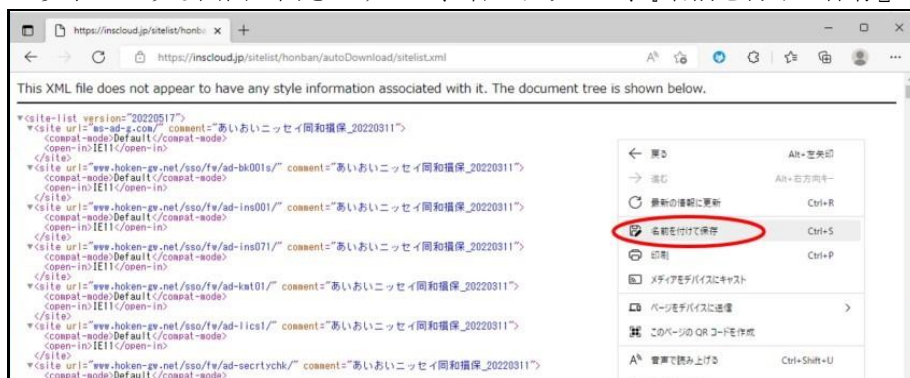 https://inscloud.jp/sitelist/honba
https://inscloud.jp/sitelist/honban/autoDownload/sitelist.xml
This XML file does not appear to have any style information associated with it. The document tree is shown below.
▼<site-list version="20220517">
▼<site url="ms-ad-g.com/" comment="あいおいニッセイ同和損保_20220311">
<compat-mode>Default</compat-mode>
<open-in>IE11</open-in>
</site>
▼<site url="www.hoken-gw.net/sso/fw/ad-bk001s/" comment="あいおいニッセイ同和損保_20220311">
<compat-mode>Default</compat-mode>
<open-in>IE11</open-in>
</site>
▼<site url="www.hoken-gw.net/sso/fw/ad-ins001/" comment="あいおいニッセイ同和損保_20220311">
<compat-mode>Default</compat-mode>
<open-in>IE11</open-in>
</site>
▼<site url="www.hoken-gw.net/sso/fw/ad-ins071/" comment="あいおいニッセイ同和損保_20220311">
<compat-mode>Default</compat-mode>
<open-in>IE11</open-in>
</site>
▼<site url="www.hoken-gw.net/sso/fw/ad-kmt01/" comment="あいおいニッセイ同和損保_20220311">
<compat-mode>Default</compat-mode>
<open-in>IE11</open-in>
</site>
▼<site url="www.hoken-gw.net/sso/fw/ad-lics1/" comment="あいおいニッセイ同和損保_20220311">
<compat-mode>Default</compat-mode>
<open-in>IE11</open-in>
</site>
▼<site url="www.hoken-gw.net/sso/fw/ad-secrtychk/" comment="あいおいニッセイ同和損保_20220311">
<compat-mode>Default</compat-mode>
戻る Alt+左矢印
進む Alt+右方向キー
最新の情報に更新 Ctrl+R
名前を付けて保存 Ctrl+S
印刷 Ctrl+P
メディアをデバイスにキャスト
ページをデバイスに送信
このページの QR コードを作成
音声で読み上げる Ctrl+Shift+U